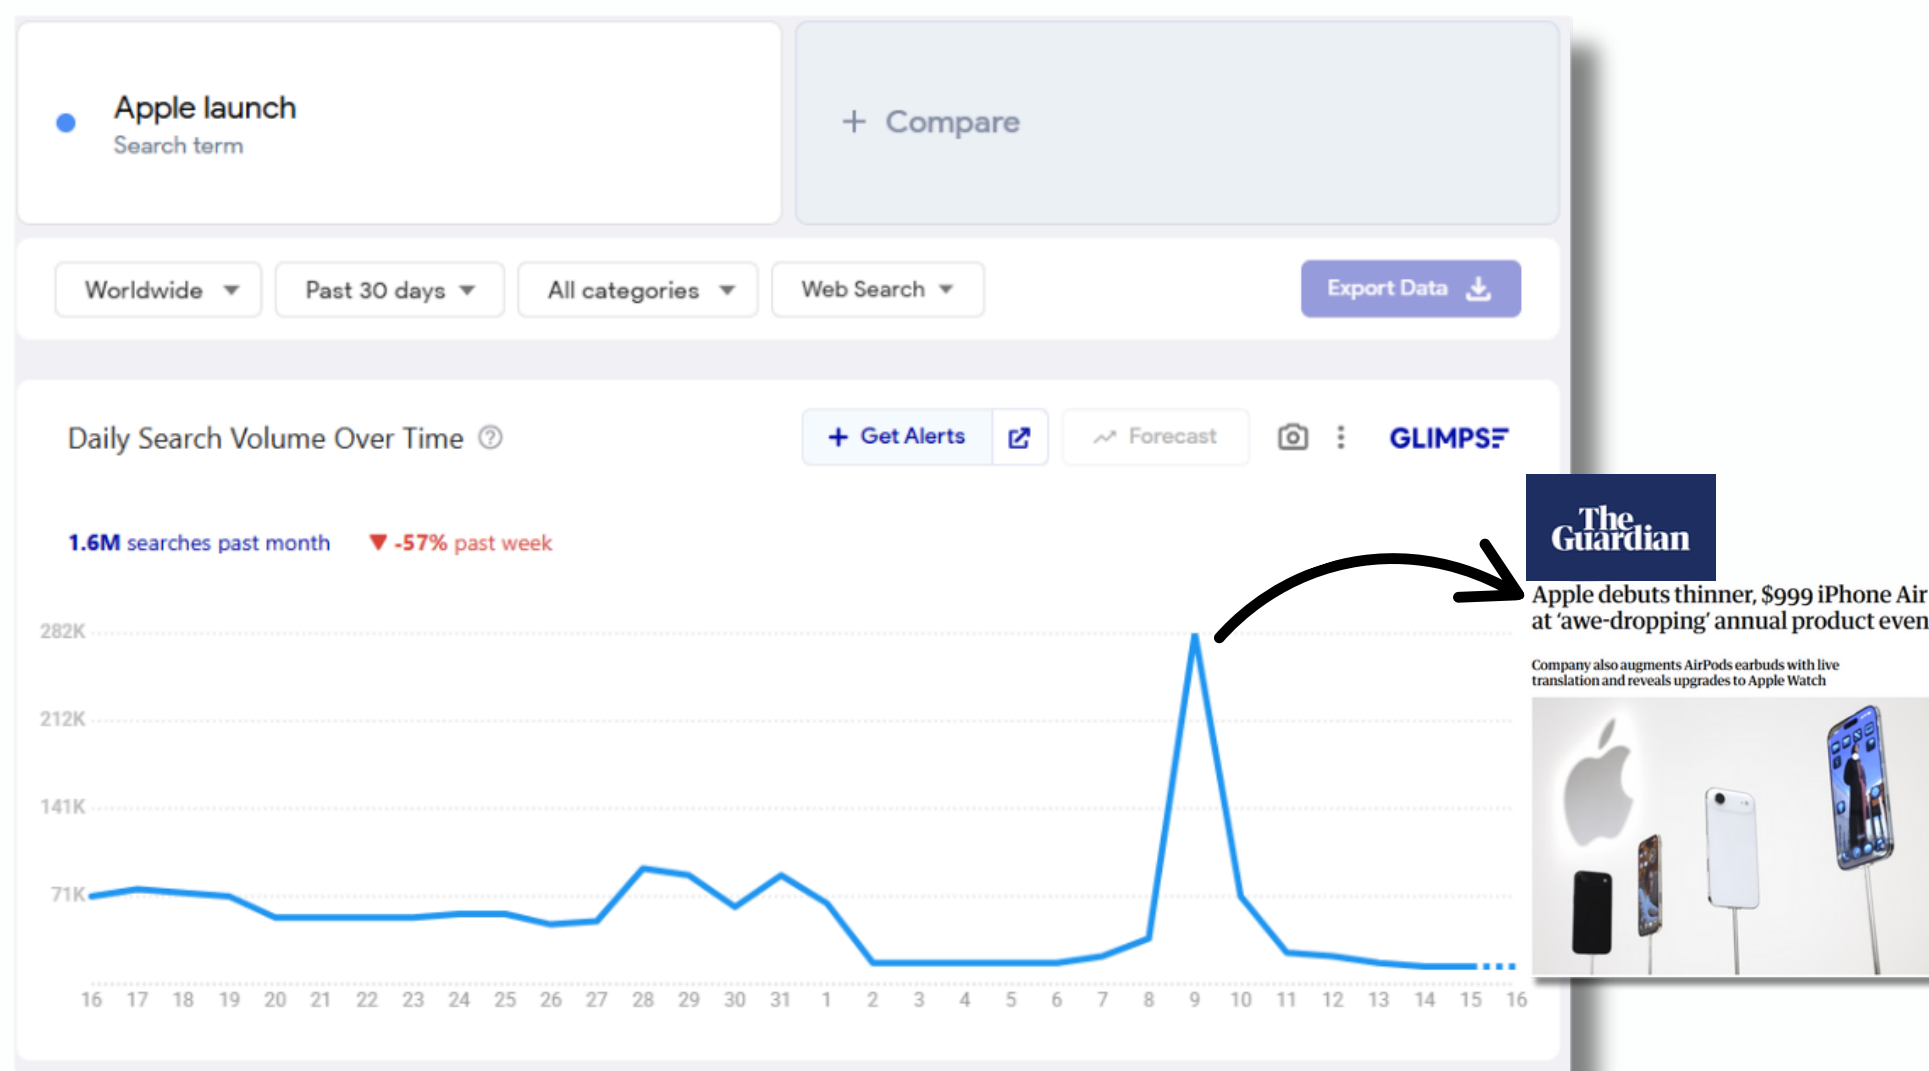 Apple launch
Search term
+ Compare
Worldwide
Past 30 days
All categories
Web Search
Export Data
Daily Search Volume Over Time ?
+ Get Alerts
Forecast
GLIMPSE
1.6M searches past month
▼ -57% past week
282K
212K
141K
71K
16 17 18 19 20 21 22 23 24 25 26 27 28 29 30 31 1 2 3 4 5 6 7 8 9 10 11 12 13 14 15 16
The
Guardian
Apple debuts thinner, $999 iPhone Air
at ‘awe-dropping’ annual product even
Company also augments AirPods earbuds with live
translation and reveals upgrades to Apple Watch